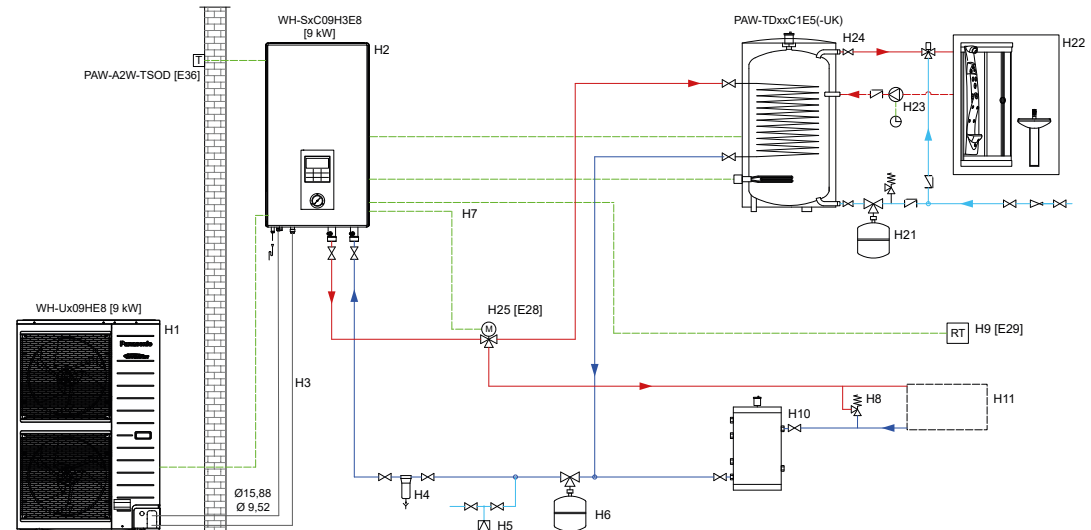 WH-SxC09H3E8
[9 kW]
H2
PAW-TDxxC1E5(-UK)
H24
H22
T
PAW-A2W-TSOD [E36]
H23
H7
H21
WH-Ux09HE8 [9 kW]
H1
H25 [E28]
M
RT
H9 [E29]
Panasonic
H3
H8
H11
H10
Ø15,88
Ø 9,52
H4
H5
H6